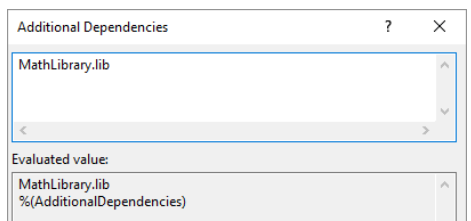 Additional Dependencies ?
MathLibrary.lib
Evaluated value:
MathLibrary.lib
%(AdditionalDependencies)